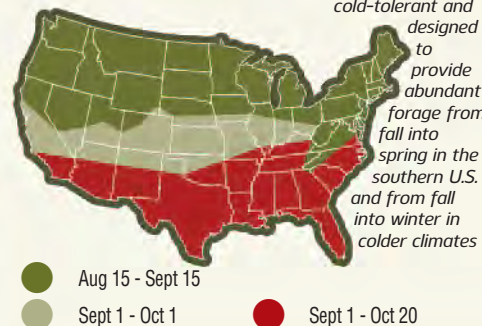 cold-tolerant and
designed
to
provide
abundant
forage from
fall into
spring in the
southern U.S.
and from fall
into winter in
colder climates
Aug 15 - Sept 15
Sept 1 - Oct 1
Sept 1 - Oct 20